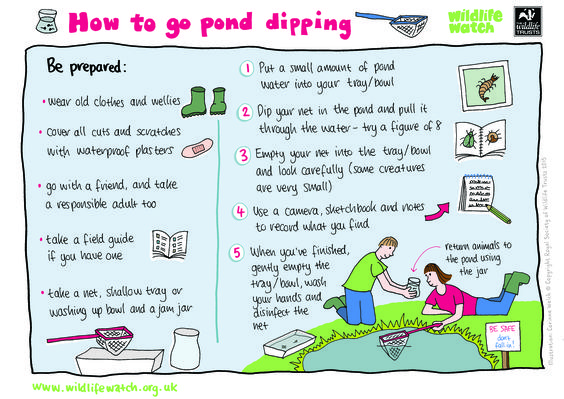 How to go pond dipping
wildlife
watch
wildlife
TRUSTS
Be prepared:
• wear old clothes and wellies
• cover all cuts and scratches
with waterproof plasters
• go with a friend, and take
a responsible adult too
• take a field guide
if you have one
• take a net, shallow tray or
washing up bowl and a jam jar
1 Put a small amount of pond
water into your tray/bowl
2 Dip your net in the pond and pull it
through the water - try a figure of 8
3 Empty your net into the tray/bowl
and look carefully (some creatures
are very small)
4 Use a camera, sketchbook and notes
to record what you find
5 When you've finished,
gently empty the
tray/bowl, wash
your hands and
disinfect the
net
return animals to
the pond using
the jar
BE SAFE
don't
fall in!
www.wildlifewatch.org.uk
Illustration: Corinne Welch © Copyright Royal Society of Wildlife Trusts 2015